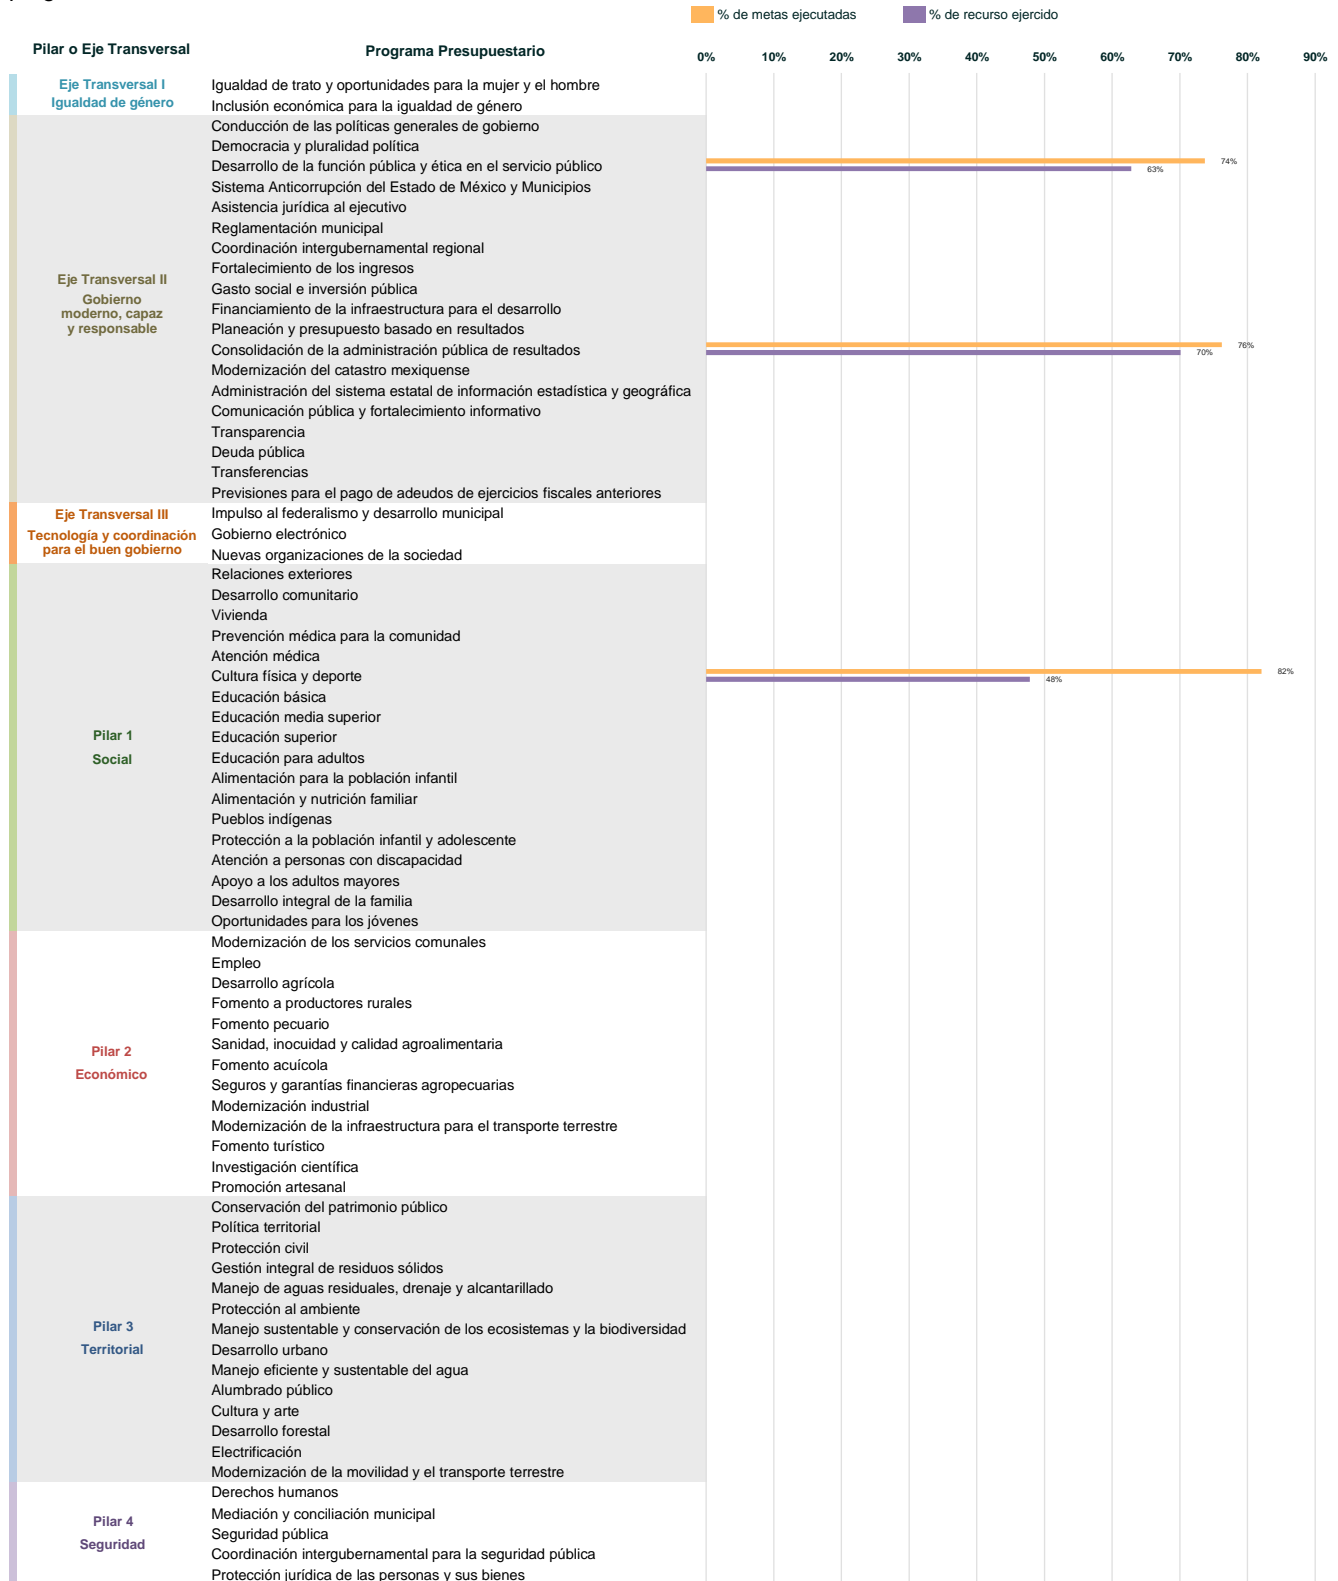 % de metas ejecutadas
% de recurso ejercido
Pilar o Eje Transversal
Programa Presupuestario
0%
10%
20%
30%
40%
50%
60%
70%
80%
90%
Eje Transversal I
Igualdad de género
Igualdad de trato y oportunidades para la mujer y el hombre
Inclusión económica para la igualdad de género
Eje Transversal II
Gobierno
moderno, capaz
y responsable
Conducción de las políticas generales de gobierno
Democracia y pluralidad política
Desarrollo de la función pública y ética en el servicio público
74%
63%
Sistema Anticorrupción del Estado de México y Municipios
Asistencia jurídica al ejecutivo
Reglamentación municipal
Coordinación intergubernamental regional
Fortalecimiento de los ingresos
Gasto social e inversión pública
Financiamiento de la infraestructura para el desarrollo
Planeación y presupuesto basado en resultados
Consolidación de la administración pública de resultados
76%
70%
Modernización del catastro mexiquense
Administración del sistema estatal de información estadística y geográfica
Comunicación pública y fortalecimiento informativo
Transparencia
Deuda pública
Transferencias
Previsiones para el pago de adeudos de ejercicios fiscales anteriores
Eje Transversal III
Tecnología y coordinación
para el buen gobierno
Impulso al federalismo y desarrollo municipal
Gobierno electrónico
Nuevas organizaciones de la sociedad
Pilar 1
Social
Relaciones exteriores
Desarrollo comunitario
Vivienda
Prevención médica para la comunidad
Atención médica
Cultura física y deporte
82%
48%
Educación básica
Educación media superior
Educación superior
Educación para adultos
Alimentación para la población infantil
Alimentación y nutrición familiar
Pueblos indígenas
Protección a la población infantil y adolescente
Atención a personas con discapacidad
Apoyo a los adultos mayores
Desarrollo integral de la familia
Oportunidades para los jóvenes
Pilar 2
Económico
Modernización de los servicios comunales
Empleo
Desarrollo agrícola
Fomento a productores rurales
Fomento pecuario
Sanidad, inocuidad y calidad agroalimentaria
Fomento acuícola
Seguros y garantías financieras agropecuarias
Modernización industrial
Modernización de la infraestructura para el transporte terrestre
Fomento turístico
Investigación científica
Promoción artesanal
Pilar 3
Territorial
Conservación del patrimonio público
Política territorial
Protección civil
Gestión integral de residuos sólidos
Manejo de aguas residuales, drenaje y alcantarillado
Protección al ambiente
Manejo sustentable y conservación de los ecosistemas y la biodiversidad
Desarrollo urbano
Manejo eficiente y sustentable del agua
Alumbrado público
Cultura y arte
Desarrollo forestal
Electrificación
Modernización de la movilidad y el transporte terrestre
Pilar 4
Seguridad
Derechos humanos
Mediación y conciliación municipal
Seguridad pública
Coordinación intergubernamental para la seguridad pública
Protección jurídica de las personas y sus bienes